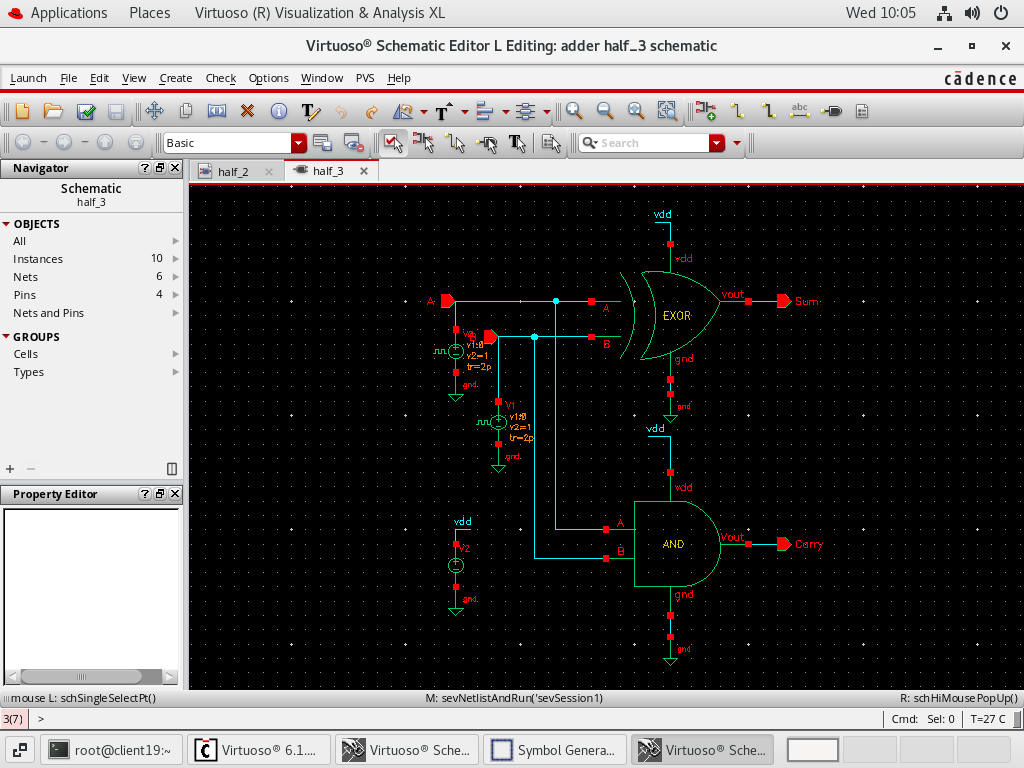 Applications Places Virtuoso (R) Visualization & Analysis XL Wed 10:05
Virtuoso® Schematic Editor L Editing: adder half_3 schematic
Launch File Edit View Create Check Options Window PVS Help cādence
T T abc
Basic Search
Navigator ?
half_2 half_3
Schematic
half_3
OBJECTS
All
Instances 10
Nets 6
Pins 4
Nets and Pins
GROUPS
Cells
Types
Property Editor ?
vdd
vdd
A A EXOR vout Sum
B B
v1:0
v2=1
tr=2p
gnd
gnd
gnd
V1
v1:0
v2=1
tr=2p
gnd
vdd
vdd
vdd
V2
gnd
A
B AND Vout Carry
gnd
gnd
mouse L: schSingleSelectPt() M: sevNetlistAndRun('sevSession1) R: schHiMousePopUp()
3(7) > Cmd: Sel: 0 T=27 C
root@client19:~ Virtuoso® 6.1.... Virtuoso® Sche... Symbol Genera... Virtuoso® Sche...